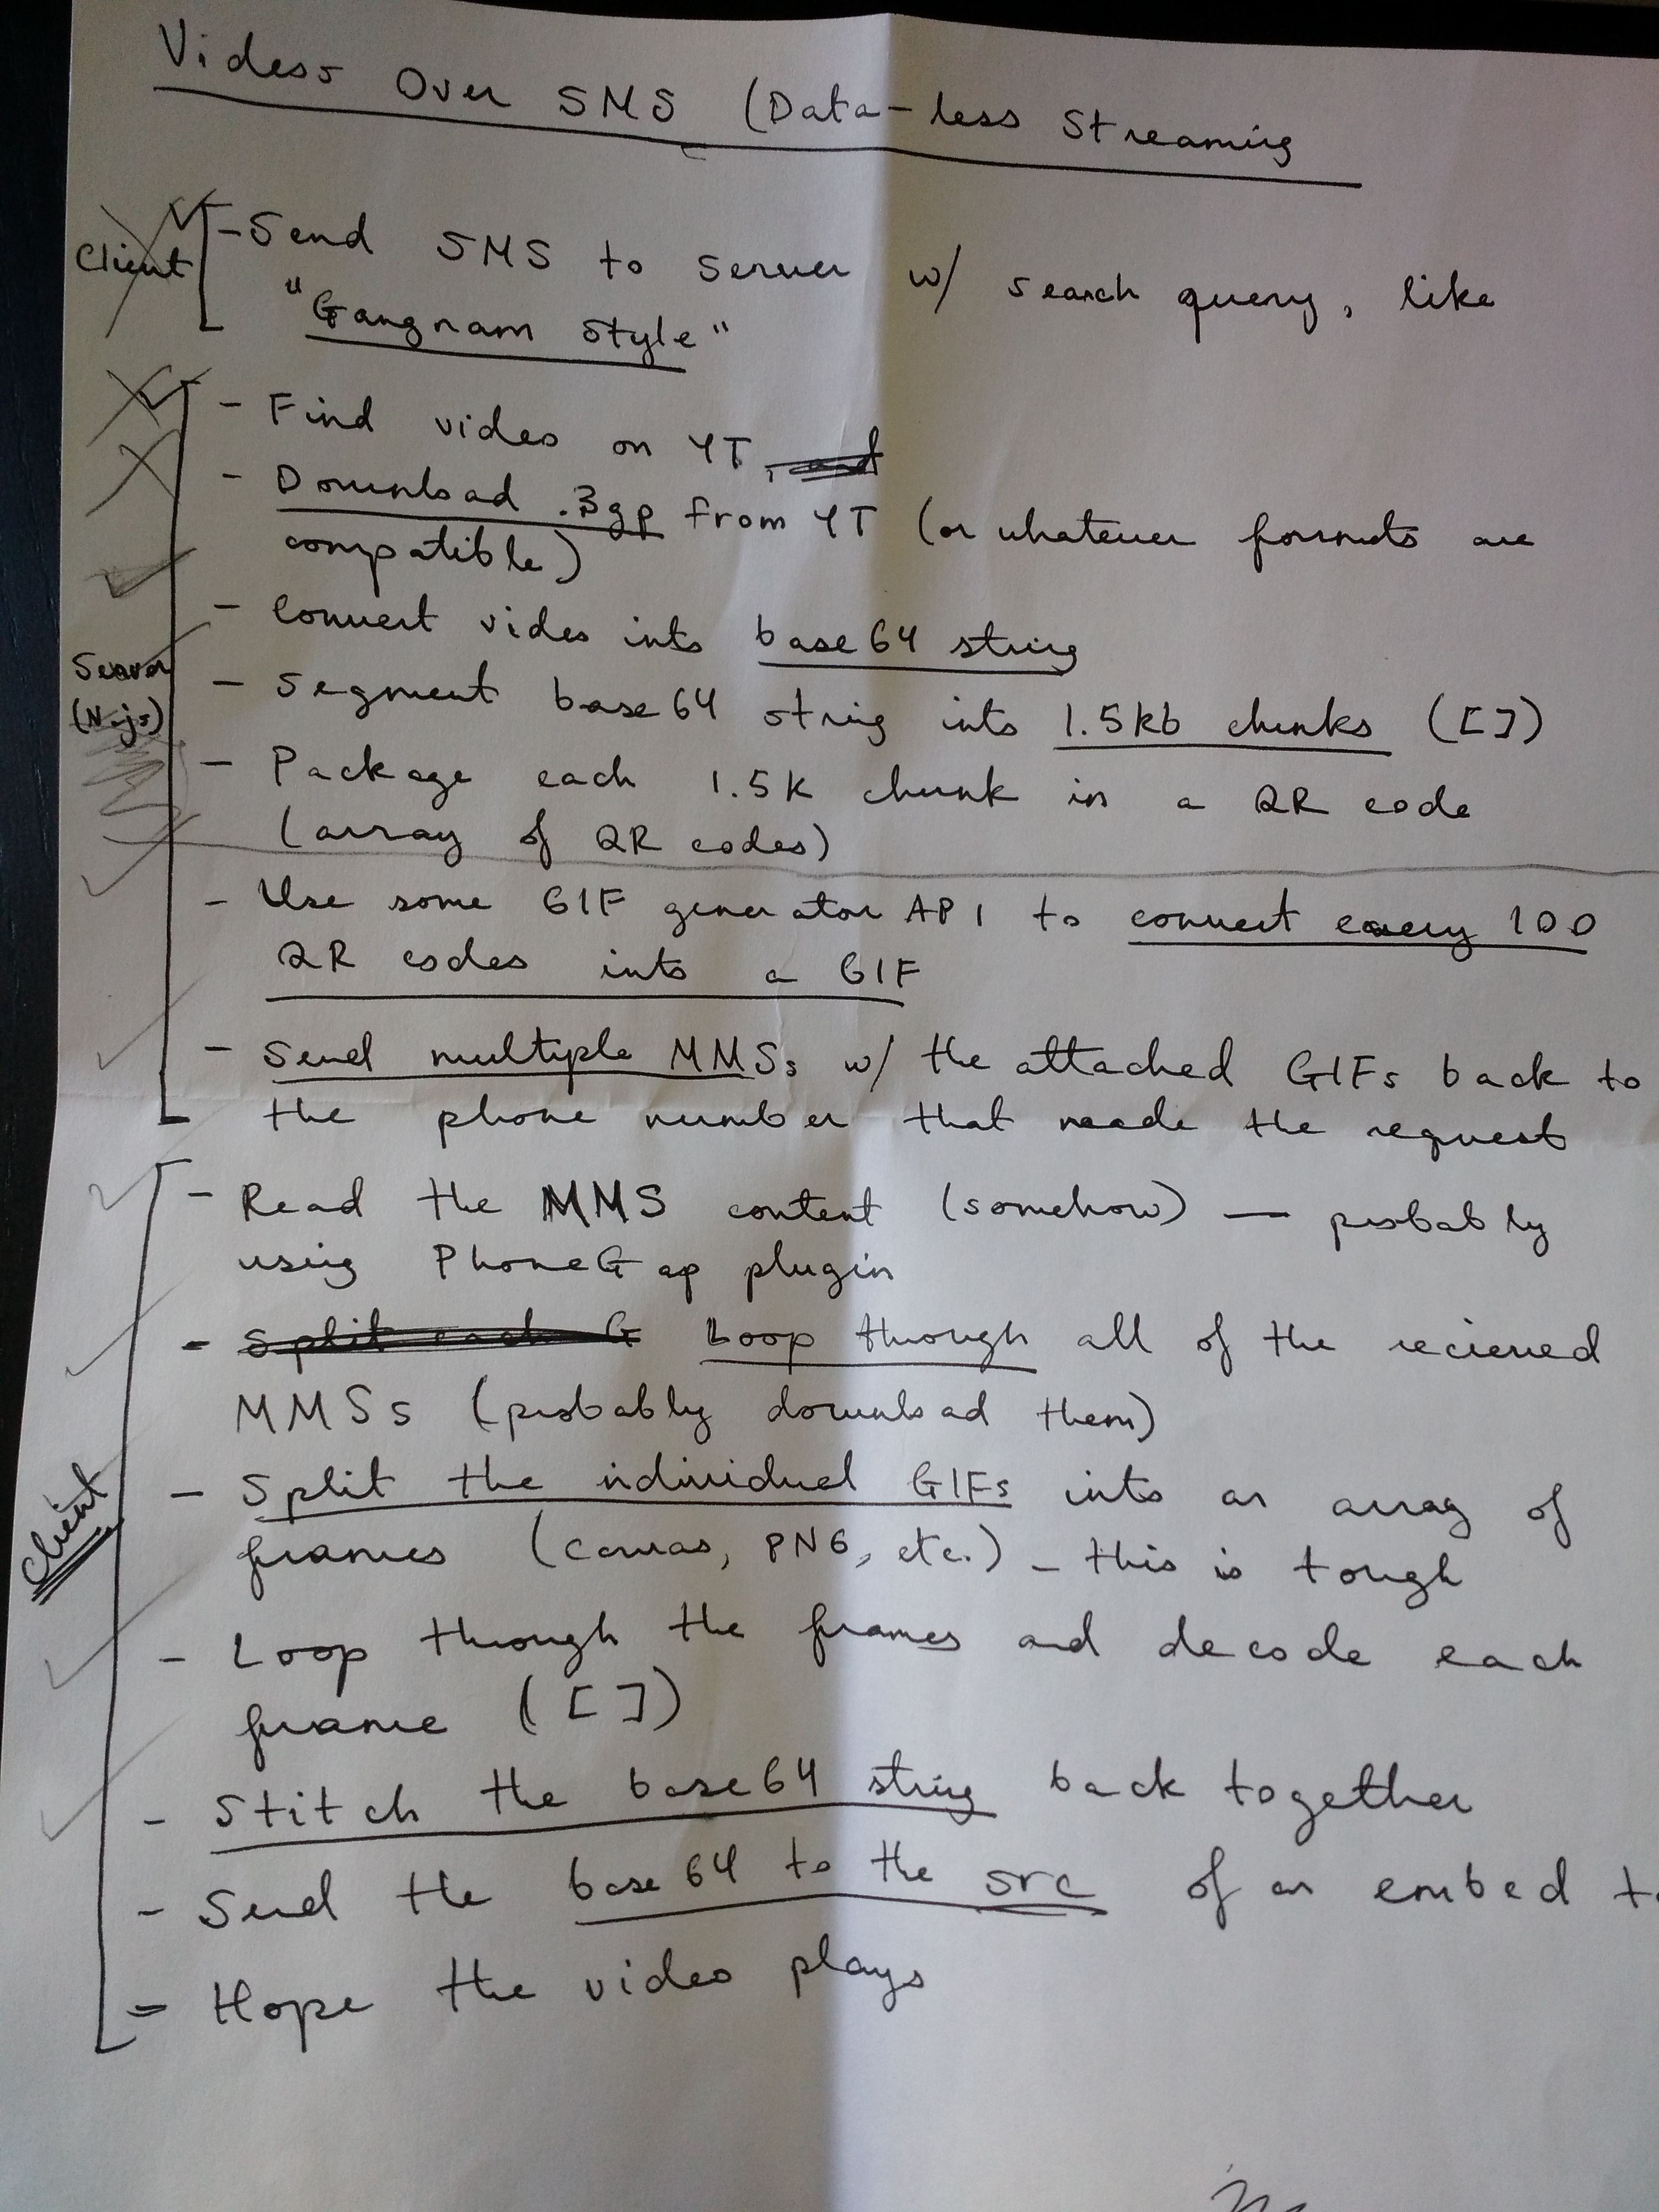 Videos Over SMS (Data-less Streaming
Client
- Send SMS to server w/ search query, like
"Gangnam Style"
- Find video on YT,
- Download .3gp from YT (or whatever formats are
compatible)
- Convert video into base64 string
Server
(N.js)
- Segment base64 string into 1.5kb chunks ([])
- Package each 1.5K chunk in a QR code
(array of QR codes)
- Use some GIF generator API to convert every 100
QR codes into a GIF
- Send multiple MMSs w/ the attached GIFs back to
the phone number that made the request
- Read the MMS content (somehow) — probably
using PhoneGap plugin
- Split each G Loop through all of the recieved
MMSs (probably download them)
Client
- Split the individual GIFs into an array of
frames (canvas, PNG, etc.) - this is tough
- Loop through the frames and decode each
frame ([])
- Stitch the base64 string back together
- Send the base64 to the src of an embed t
- Hope the video plays